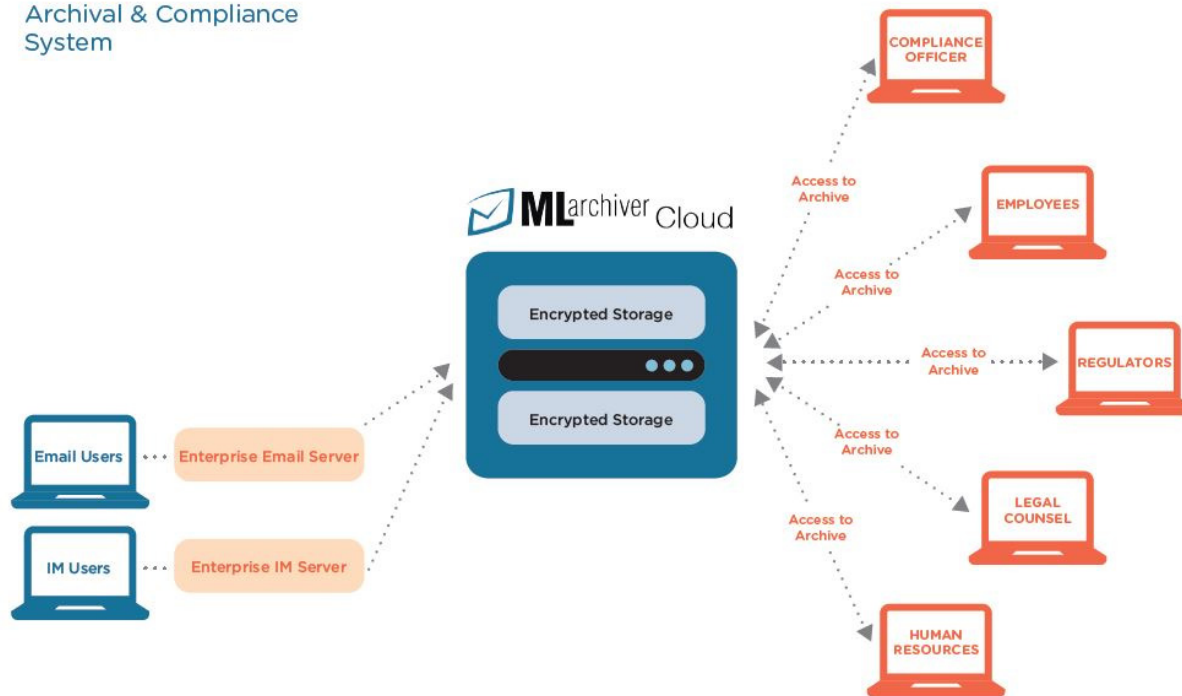 Archival & Compliance
System
MLarchiver Cloud
Encrypted Storage
Encrypted Storage
Email Users
Enterprise Email Server
IM Users
Enterprise IM Server
Access to
Archive
COMPLIANCE
OFFICER
Access to
Archive
EMPLOYEES
Access to
Archive
REGULATORS
Access to
Archive
LEGAL
COUNSEL
Access to
Archive
HUMAN
RESOURCES